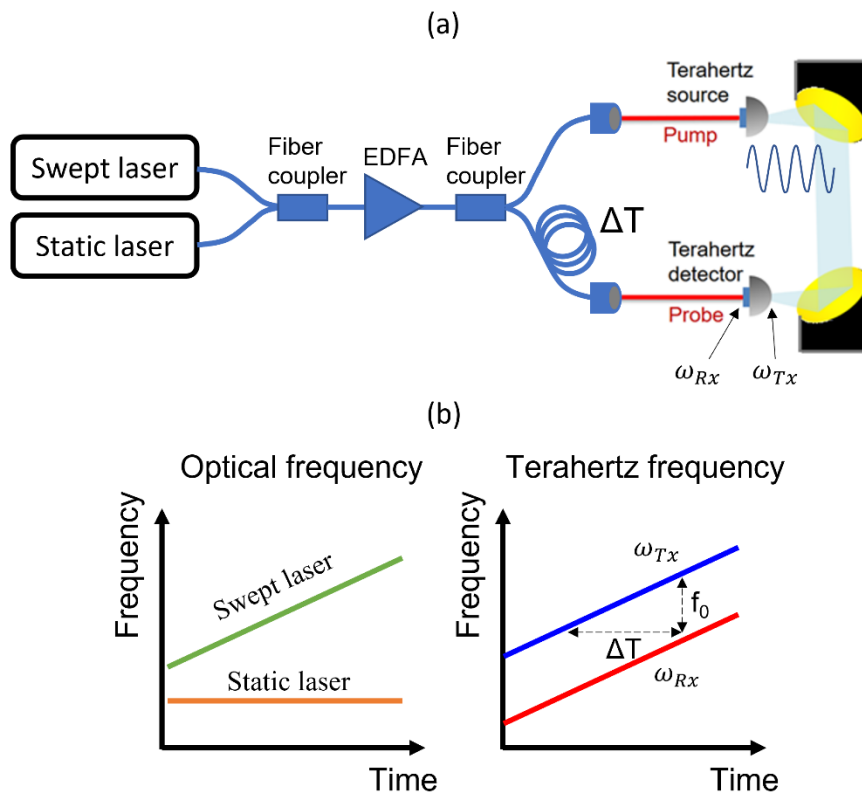 (a)
Terahertz
source
Pump
Swept laser
Static laser
Fiber
coupler
EDFA
Fiber
coupler
ΔT
Terahertz
detector
Probe
ω_Rx
ω_Tx
(b)
Optical frequency
Frequency
Swept laser
Static laser
Time
Terahertz frequency
Frequency
ω_Tx
f_0
ΔT
ω_Rx
Time